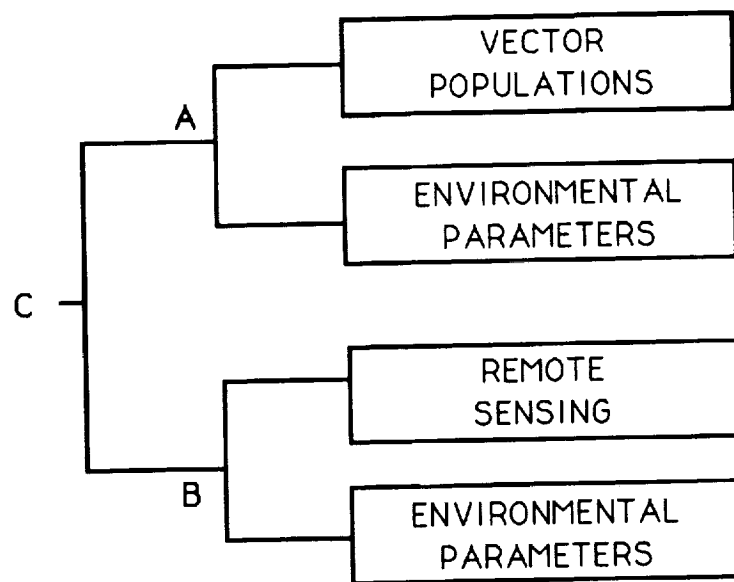 VECTOR
POPULATIONS
A
ENVIRONMENTAL
PARAMETERS
C
REMOTE
SENSING
B
ENVIRONMENTAL
PARAMETERS